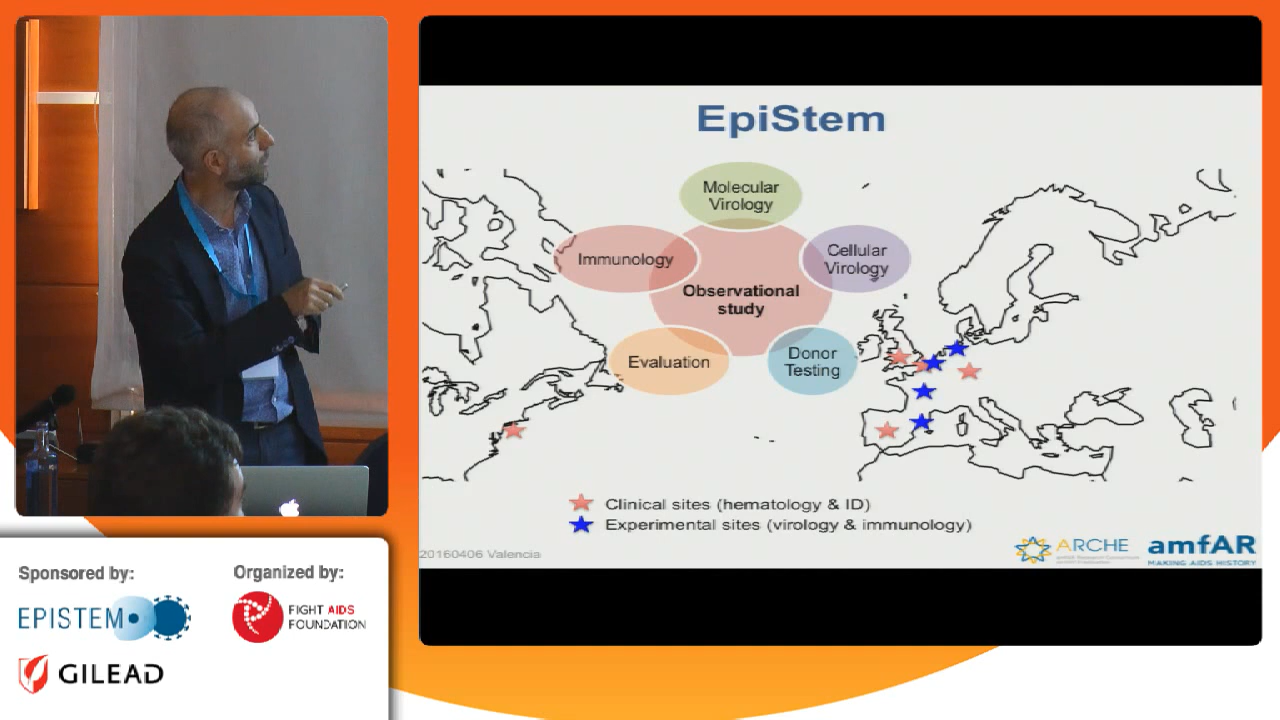 EpiStem
Molecular
Virology
Immunology
Cellular
Virology
Observational
study
Evaluation
Donor
Testing
Clinical sites (hematology & ID)
Experimental sites (virology & immunology)
20160406 Valencia
ARCHE
amfAR
MAKING AIDS HISTORY
Sponsored by:
EPISTEM
GILEAD
Organized by:
FIGHT AIDS
FOUNDATION